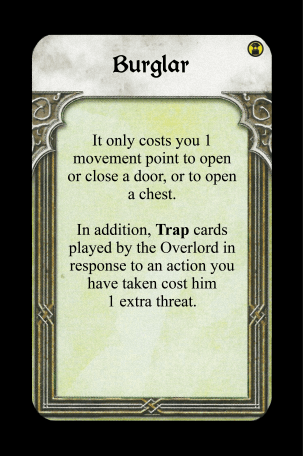 Burglar
It only costs you 1
movement point to open
or close a door, or to open
a chest.
In addition, Trap cards
played by the Overlord in
response to an action you
have taken cost him
1 extra threat.